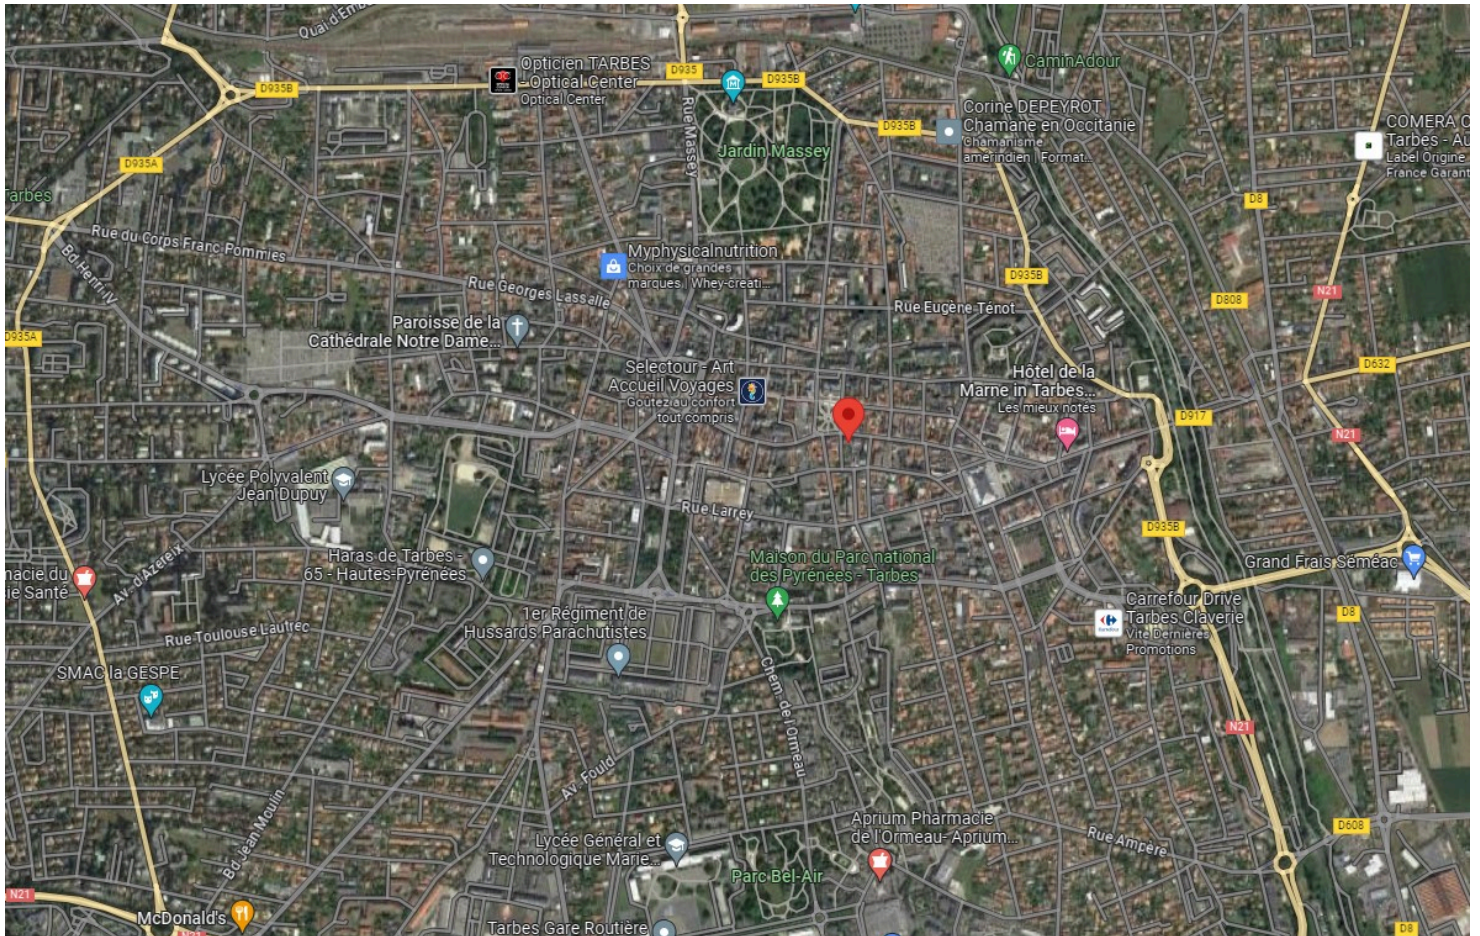 Quai d'Embo
Opticien TARBES
- Optical Center
Optical Center
D935
D935B
D935B
CaminAdour
Corine DEPEYROT
Chamane en Occitanie
Chamanisme
amérindien | Format...
D935B
COMERA C
Tarbes - Au
Label Origine
France Garant
D935A
Rue Massey
Jardin Massey
Tarbes
D8
Rue du Corps Franc Pommies
Bd Henri IV
Myphysicalnutrition
Choix de grandes
marques. | Whey-creati...
D935B
N21
D808
Rue Georges Lassalle
Rue Eugène Ténot
D935A
Paroisse de la
Cathédrale Notre Dame...
Selectour - Art
Accueil Voyages
Goutez au confort
tout compris
Hôtel de la
Marne in Tarbes...
Les mieux notés
D632
D917
N21
Lycée Polyvalent
Jean Dupuy
Rue Larrey
D935B
Haras de Tarbes -
65 - Hautes-Pyrénées
Maison du Parc national
des Pyrénées - Tarbes
Grand Frais Séméac
macie du
ie Santé
Av. d'Azereix
1er Régiment de
Hussards Parachutistes
Carrefour Drive
Tarbes Claverie
Vite Dernières
Promotions
D8
Rue Toulouse Lautrec
SMAC la GESPE
Chem. de l'Ormeau
N21
Av. Fould
Bd Jean Moulin
Aprium Pharmacie
de l'Ormeau- Aprium...
Rue Ampère
D608
Lycée Général et
Technologique Marie...
Parc Bel-Air
N21
McDonald's
Tarbes Gare Routière
N21
D8